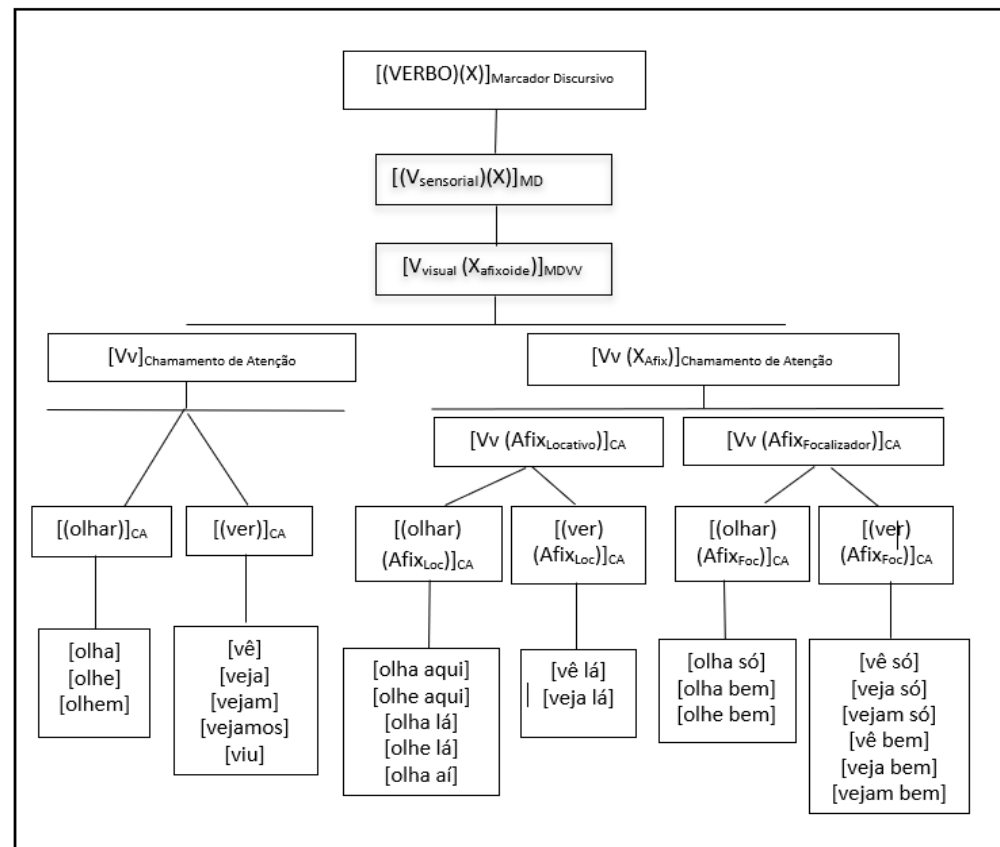 [(VERBO)(X)]Marcador Discursivo
[(Vsensorial)(X)]MD
[Vvisual (Xafixoide)]MDVV
[Vv]Chamamento de Atenção
[Vv (XAfix)]Chamamento de Atenção
[Vv (AfixLocativo)]CA
[Vv (AfixFocalizador)]CA
[(olhar)]CA
[(ver)]CA
[(olhar)
(AfixLoc)]CA
[(ver)
(AfixLoc)]CA
[(olhar)
(AfixFoc)]CA
[(ver)
(AfixFoc)]CA
[olha]
[olhe]
[olhem]
[vê]
[veja]
[vejam]
[vejamos]
[viu]
[olha aqui]
[olhe aqui]
[olha lá]
[olhe lá]
[olha aí]
[vê lá]
[veja lá]
[olha só]
[olha bem]
[olhe bem]
[vê só]
[veja só]
[vejam só]
[vê bem]
[veja bem]
[vejam bem]